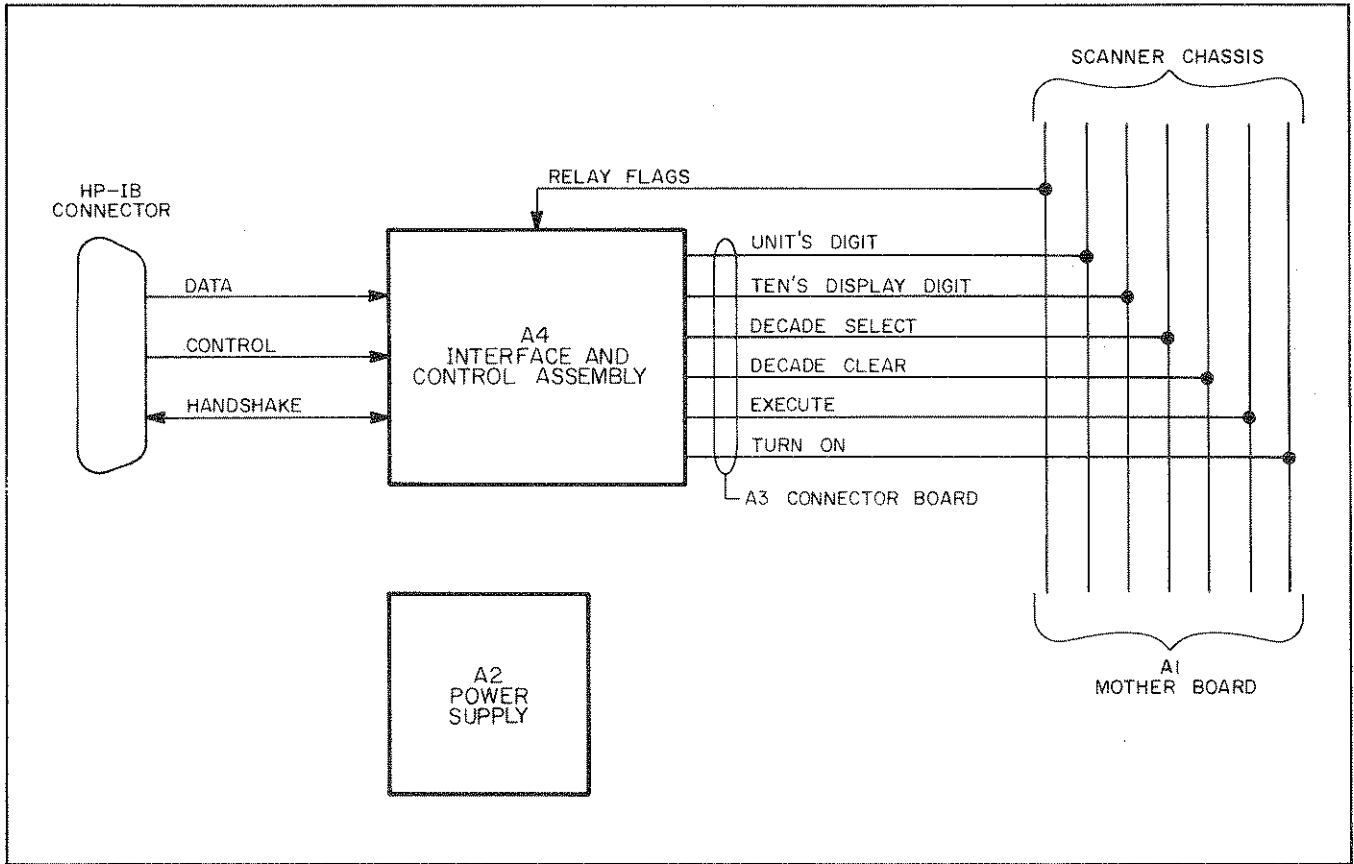 SCANNER CHASSIS
RELAY FLAGS
HP-IB
CONNECTOR
DATA
CONTROL
HANDSHAKE
A4
INTERFACE AND
CONTROL ASSEMBLY
UNIT'S DIGIT
TEN'S DISPLAY DIGIT
DECADE SELECT
DECADE CLEAR
EXECUTE
TURN ON
A3 CONNECTOR BOARD
A2
POWER
SUPPLY
A1
MOTHER BOARD